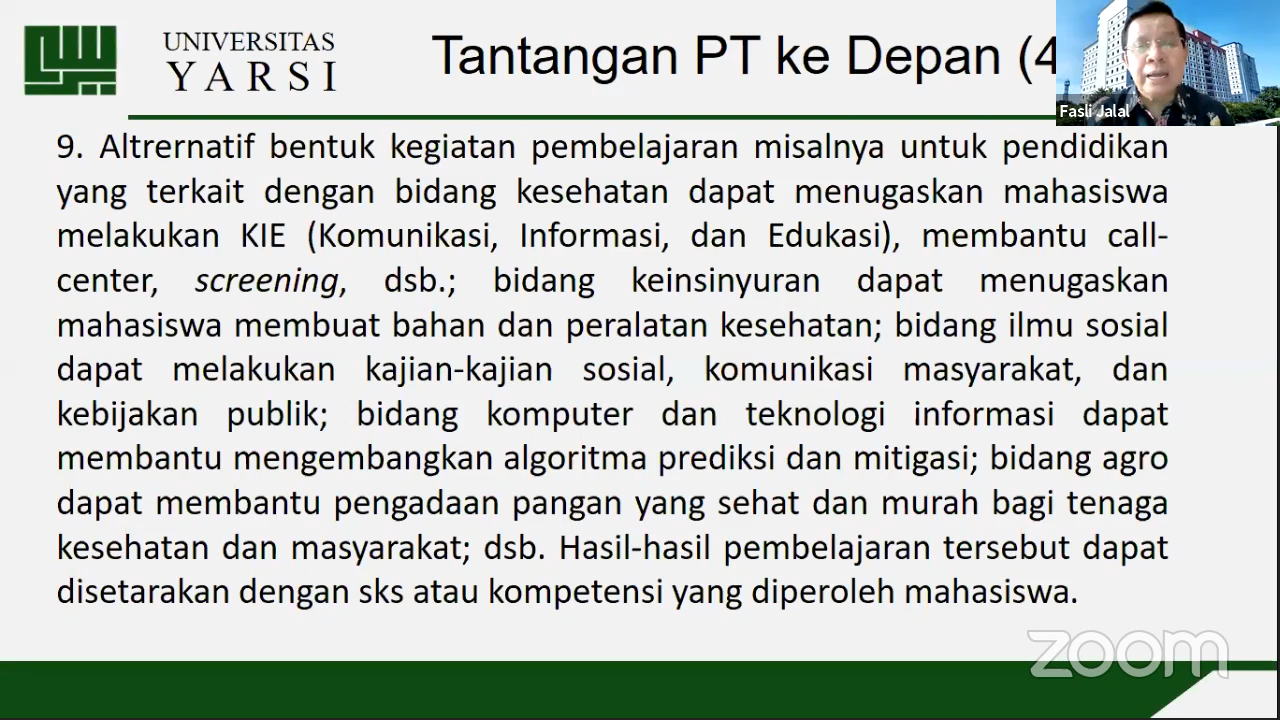 UNIVERSITAS
YARSI
Tantangan PT ke Depan (4
Fasli Jalal
9. Altrernatif bentuk kegiatan pembelajaran misalnya untuk pendidikan
yang terkait dengan bidang kesehatan dapat menugaskan mahasiswa
melakukan KIE (Komunikasi, Informasi, dan Edukasi), membantu call-
center, screening, dsb.; bidang keinsinyuran dapat menugaskan
mahasiswa membuat bahan dan peralatan kesehatan; bidang ilmu sosial
dapat melakukan kajian-kajian sosial, komunikasi masyarakat, dan
kebijakan publik; bidang komputer dan teknologi informasi dapat
membantu mengembangkan algoritma prediksi dan mitigasi; bidang agro
dapat membantu pengadaan pangan yang sehat dan murah bagi tenaga
kesehatan dan masyarakat; dsb. Hasil-hasil pembelajaran tersebut dapat
disetarakan dengan sks atau kompetensi yang diperoleh mahasiswa.
zoom